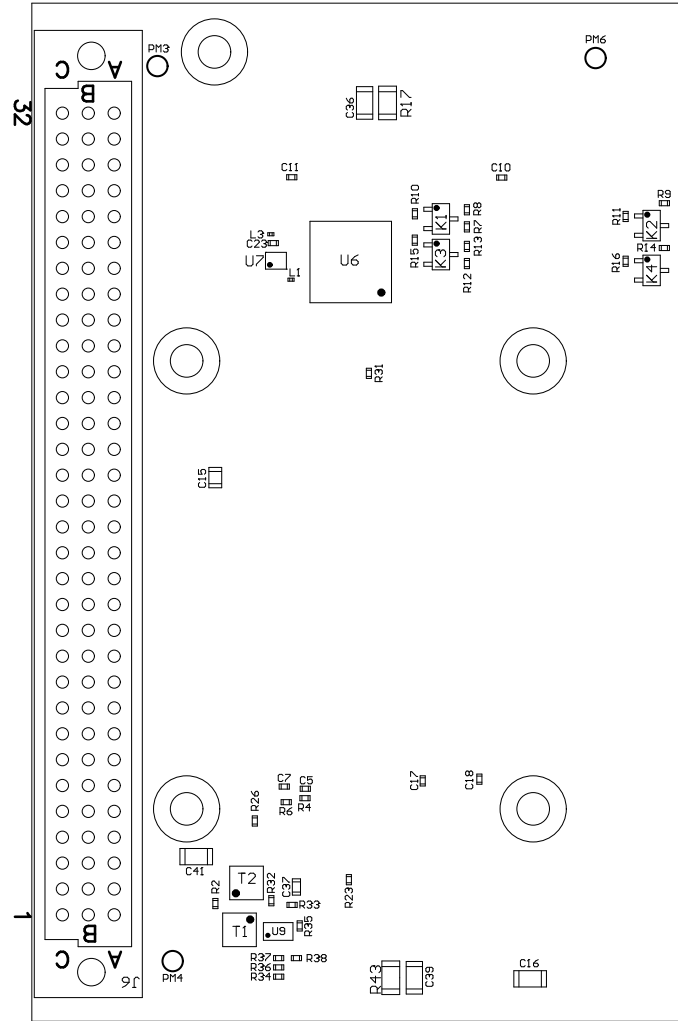 PM3
PM6
C
A
B
32
C36
R17
C11
C10
R10
R8
K1
R7
R9
R11
K2
L3
C23
U7
L1
U6
R15
K3
R13
R12
R14
R16
K4
R31
C15
C7
C5
R6
R4
C17
C18
R26
C41
T2
C37
R32
R2
R33
R23
1
B
T1
U9
R35
C
A
J6
PM4
R37
R38
R36
R34
R43
C39
C16